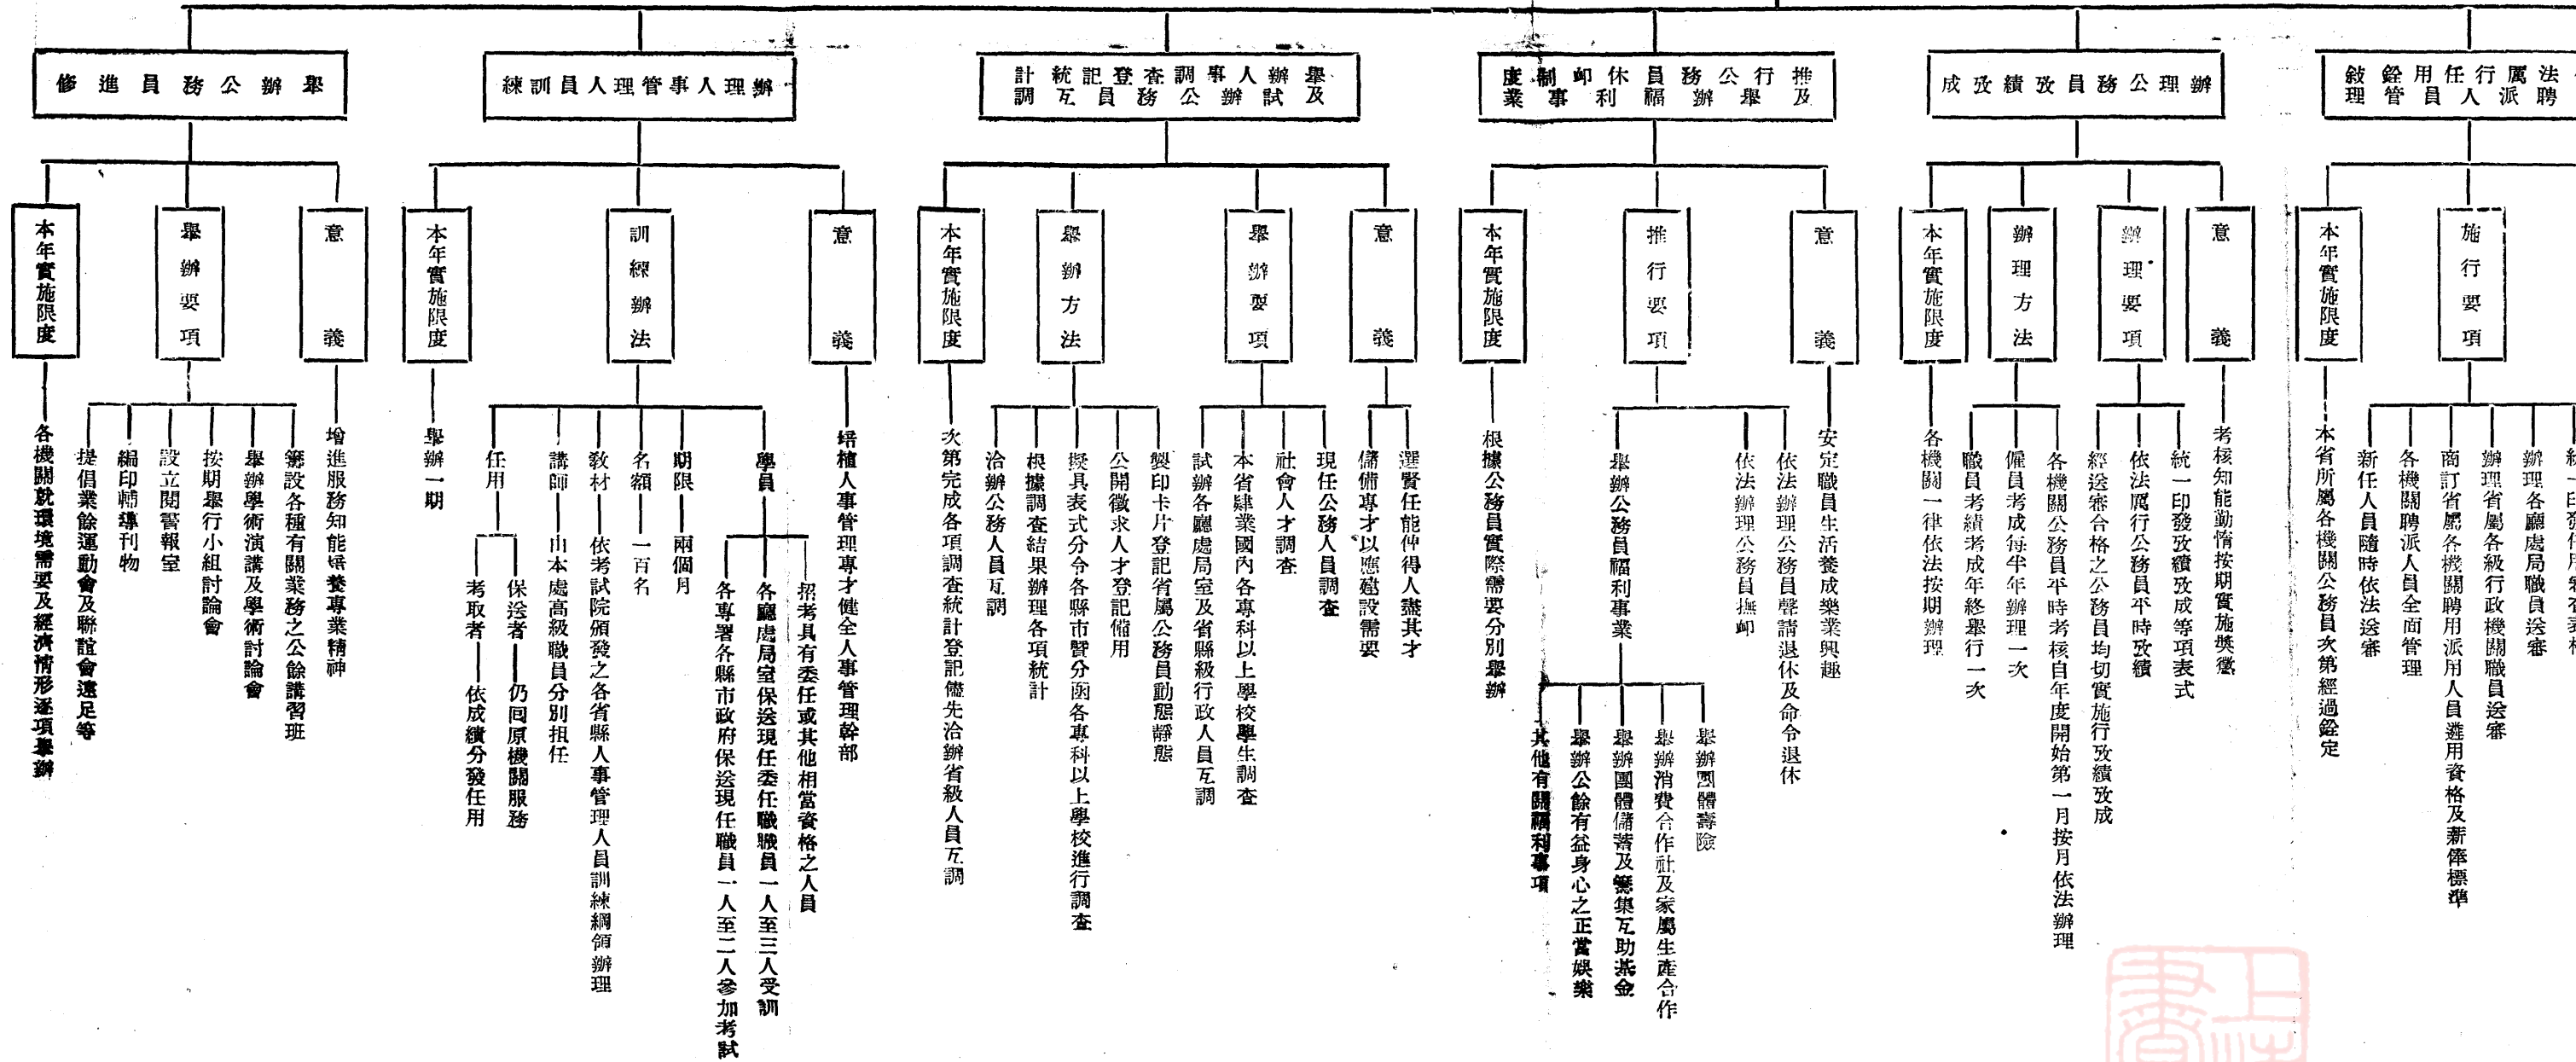 法厲行任用銓敍
聘派人員管理
施行要項
統一印發任用審查表格
辦理各廳處局職員送審
辦理省屬各級行政機關職員送審
商訂省屬各機關聘用派用人員遴用資格及薪俸標準
各機關聘派人員全面管理
新任人員隨時依法送審
本年實施限度
本省所屬各機關公務員次第經過銓定
辦理公務員攷績攷成
意義
考核知能勤惰按期實施獎懲
辦理要項
統一印發攷績攷成等項表式
依法厲行公務員平時攷績
經送審合格之公務員均切實施行攷績攷成
辦理方法
各機關公務員平時考核自年度開始第一月按月依法辦理
僱員考成每半年辦理一次
職員考績考成年終舉行一次
本年實施限度
各機關一律依法按期辦理
推行公務員休卹制度
及舉辦福利事業
意義
安定職員生活養成樂業興趣
推行要項
依法辦理公務員聲請退休及命令退休
依法辦理公務員撫卹
舉辦公務員福利事業
舉辦團體壽險
舉辦消費合作社及家屬生產合作
舉辦團體儲蓄及籌集互助基金
舉辦公餘有益身心之正當娛樂
其他有關福利事項
本年實施限度
根據公務員實際需要分別舉辦
舉辦人事調查登記統計
及試辦公務員互調
意義
選賢任能俾得人盡其才
儲備專才以應建設需要
舉辦要項
現任公務人員調查
社會人才調查
本省肄業國內各專科以上學校學生調查
試辦各廳處局室及省縣級行政人員互調
舉辦方法
製印卡片登記省屬公務員動態靜態
公開徵求人才登記備用
擬具表式分令各縣市暨分函各專科以上學校進行調查
根據調查結果辦理各項統計
洽辦公務人員互調
本年實施限度
次第完成各項調查統計登記儘先洽辦省級人員互調
辦理人事管理人員訓練
意義
培植人事管理專才健全人事管理幹部
訓練辦法
學員
招考具有委任或其他相當資格之人員
各廳處局室保送現任委任職職員一人至三人受訓
各專署各縣市政府保送現任職員一人至二人參加考試
期限
兩個月
名額
一百名
教材
依考試院頒發之各省縣人事管理人員訓練綱領辦理
講師
由本處高級職員分別担任
任用
保送者
仍回原機關服務
考取者
依成績分發任用
本年實施限度
舉辦一期
舉辦公務員進修
意義
增進服務知能培養專業精神
舉辦要項
籌設各種有關業務之公餘講習班
舉辦學術演講及學術討論會
按期舉行小組討論會
設立閱書報室
編印輔導刊物
提倡業餘運動會及聯誼會遠足等
本年實施限度
各機關就環境需要及經濟情形逐項舉辦